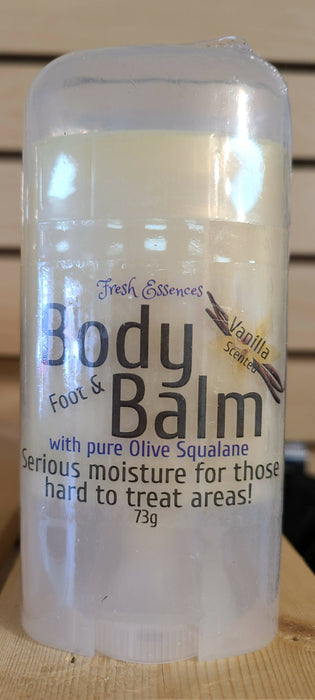 Fresh Essences
Body
Vanilla
Scented
Foot &
Balm
with pure Olive Squalane
Serious moisture for those
hard to treat areas!
73g